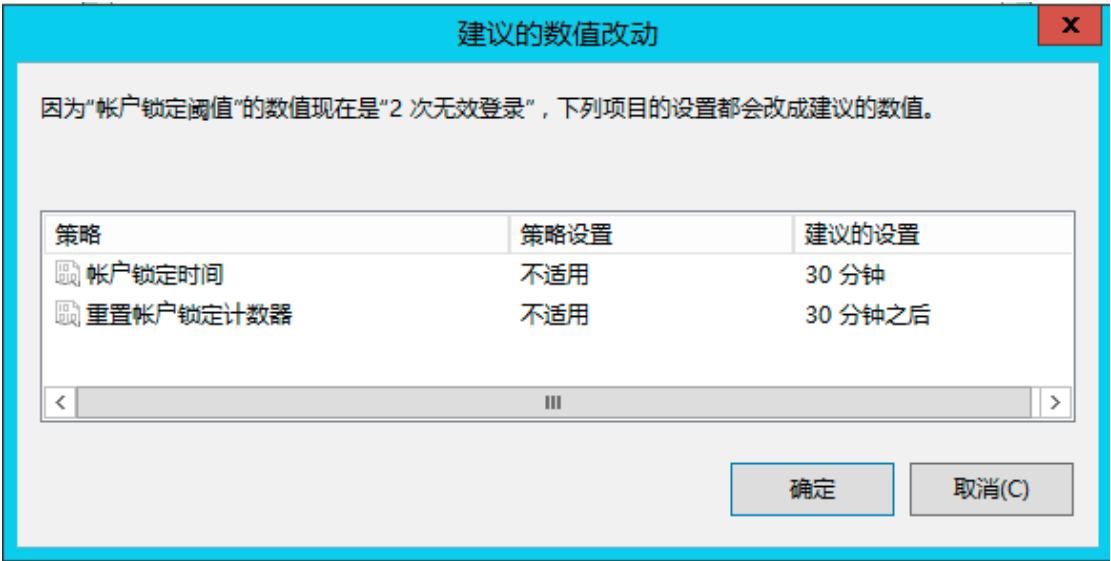 建议的数值改动
x
因为“帐户锁定阈值”的数值现在是“2 次无效登录”，下列项目的设置都会改成建议的数值。
策略 策略设置 建议的设置
帐户锁定时间 不适用 30 分钟
重置帐户锁定计数器 不适用 30 分钟之后
确定 取消(C)